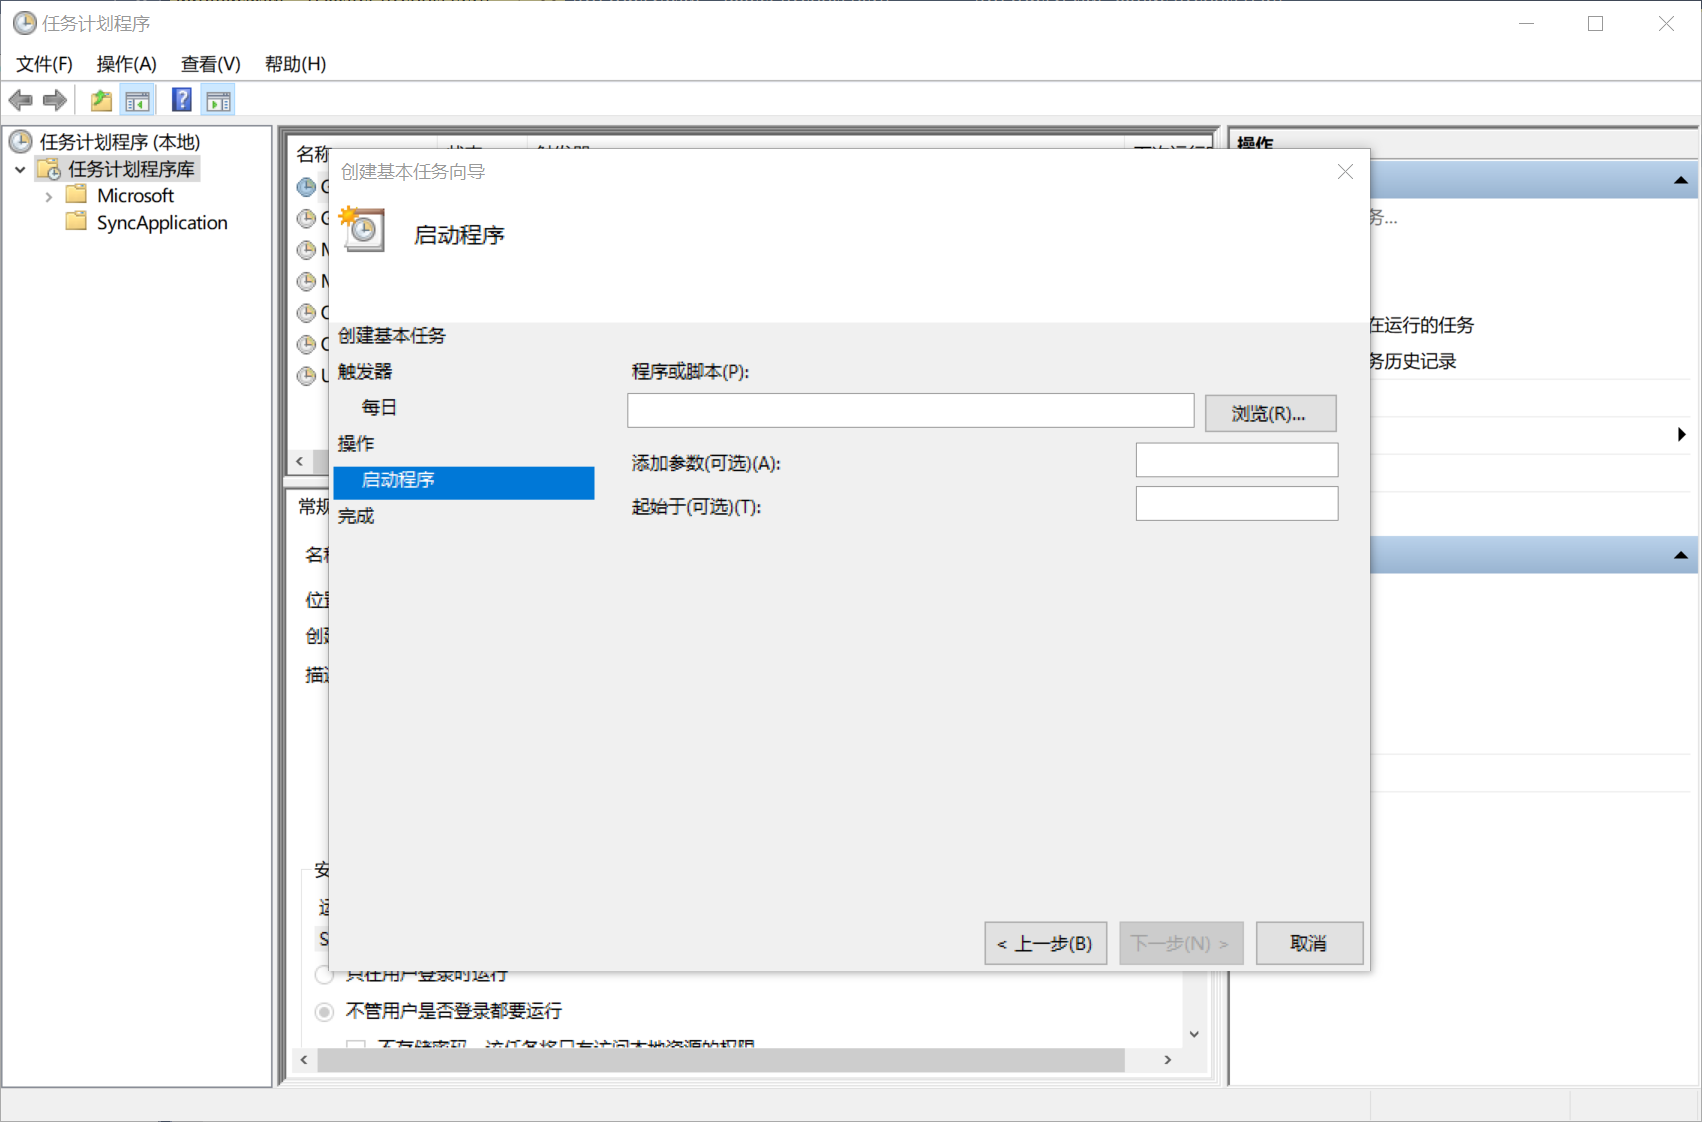 任务计划程序
文件(F) 操作(A) 查看(V) 帮助(H)
任务计划程序 (本地)
任务计划程序库
Microsoft
SyncApplication
名称
操作
创建基本任务向导
启动程序
创建基本任务
触发器
每日
操作
启动程序
完成
程序或脚本(P):
浏览(R)...
添加参数(可选)(A):
起始于(可选)(T):
< 上一步(B) 下一步(N) > 取消
务...
在运行的任务
务历史记录
常规
只在用户登录时运行
不管用户是否登录都要运行
不存储密码。该任务将只有访问本地资源的权限